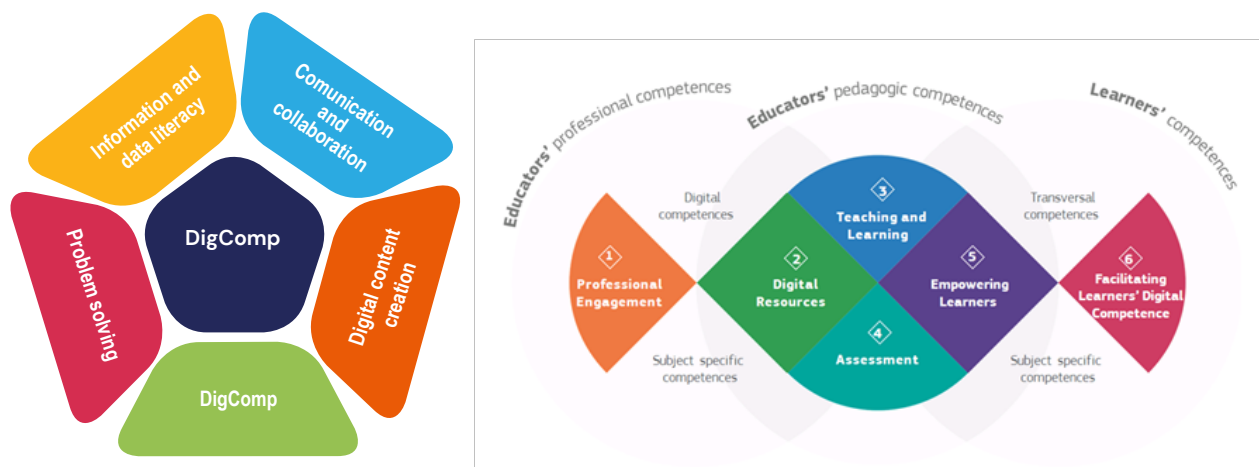 Information and
data literacy
Comunication
and
collaboration
DigComp
Problem solving
Digital content
creation
DigComp
Educators' professional competences
Educators' pedagogic competences
Learners' competences
Digital
competences
Transversal
competences
1
Professional
Engagement
2
Digital
Resources
3
Teaching and
Learning
4
Assessment
5
Empowering
Learners
6
Facilitating
Learners' Digital
Competence
Subject specific
competences
Subject specific
competences